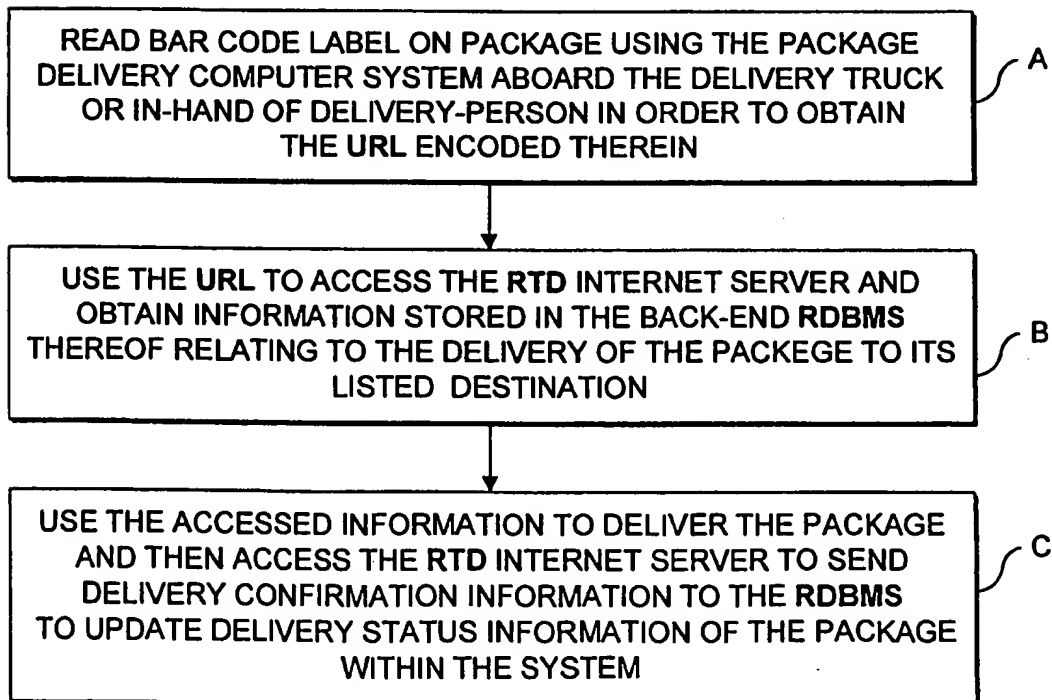 READ BAR CODE LABEL ON PACKAGE USING THE PACKAGE
DELIVERY COMPUTER SYSTEM ABOARD THE DELIVERY TRUCK
OR IN-HAND OF DELIVERY-PERSON IN ORDER TO OBTAIN
THE URL ENCODED THEREIN
A
USE THE URL TO ACCESS THE RTD INTERNET SERVER AND
OBTAIN INFORMATION STORED IN THE BACK-END RDBMS
THEREOF RELATING TO THE DELIVERY OF THE PACKEGE TO ITS
LISTED DESTINATION
B
USE THE ACCESSED INFORMATION TO DELIVER THE PACKAGE
AND THEN ACCESS THE RTD INTERNET SERVER TO SEND
DELIVERY CONFIRMATION INFORMATION TO THE RDBMS
TO UPDATE DELIVERY STATUS INFORMATION OF THE PACKAGE
WITHIN THE SYSTEM
C